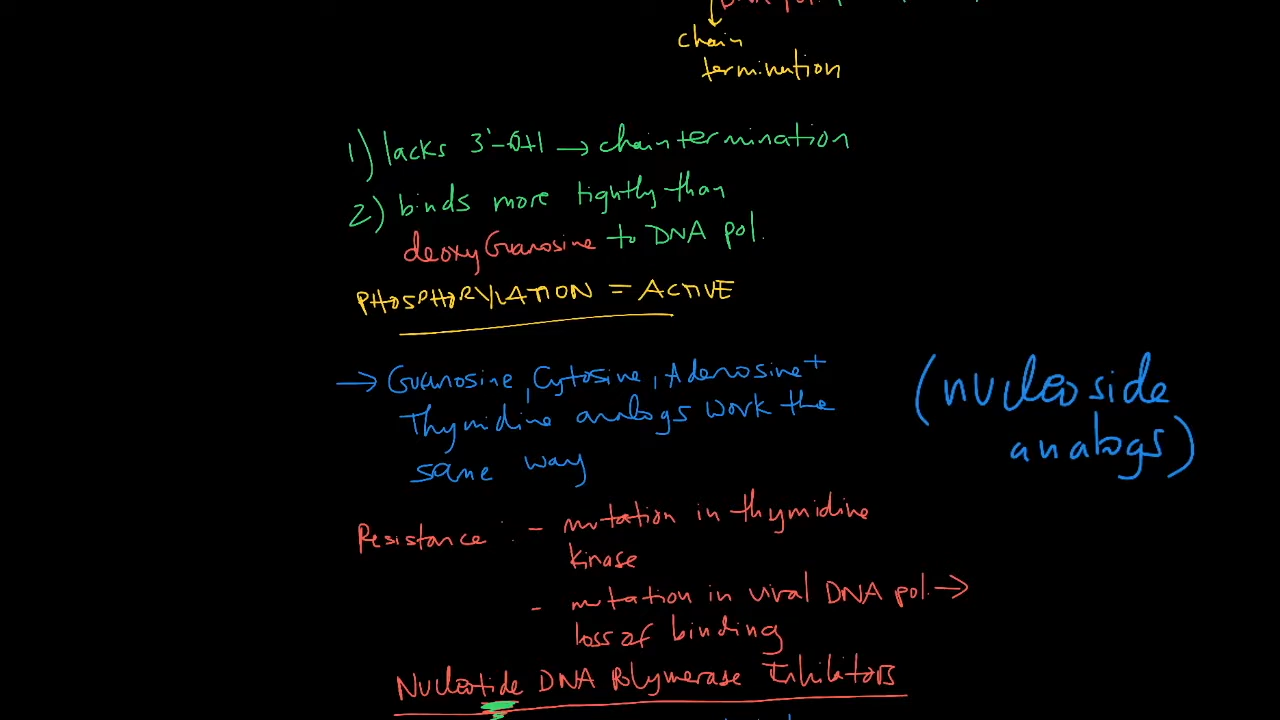 DNA pol.
chain
termination
1) lacks 3'-OH → chain termination
2) binds more tightly than
deoxyGuanosine to DNA pol.
PHOSPHORYLATION = ACTIVE
→ Guanosine, Cytosine, Adenosine +
Thymidine analogs work the
same way
(nucleoside
analogs)
Resistance : - mutation in thymidine
kinase
- mutation in viral DNA pol. →
loss of binding
Nucleotide DNA Polymerase Inhibitors